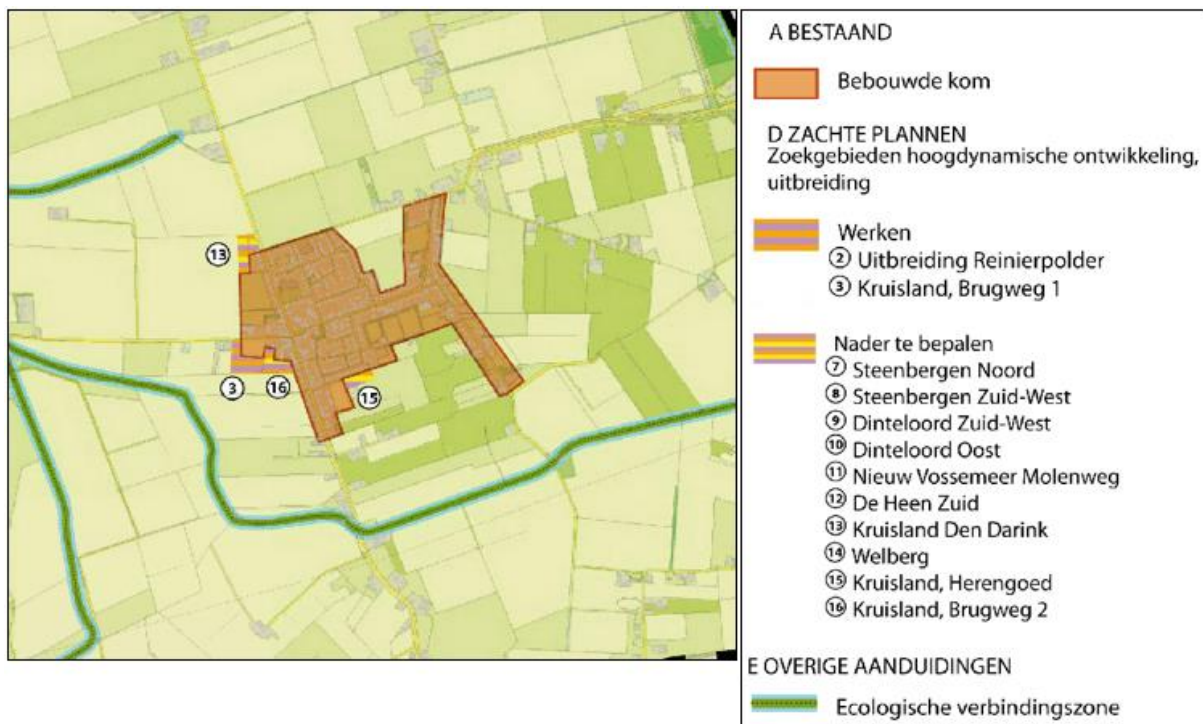 13
3
16
15
A BESTAAND
Bebouwde kom
D ZACHTE PLANNEN
Zoekgebieden hoogdynamische ontwikkeling,
uitbreiding
Werken
2 Uitbreiding Reinierpolder
3 Kruisland, Brugweg 1
Nader te bepalen
7 Steenbergen Noord
8 Steenbergen Zuid-West
9 Dinteloord Zuid-West
10 Dinteloord Oost
11 Nieuw Vossemeer Molenweg
12 De Heen Zuid
13 Kruisland Den Darink
14 Welberg
15 Kruisland, Herengoed
16 Kruisland, Brugweg 2
E OVERIGE AANDUIDINGEN
Ecologische verbindingszone